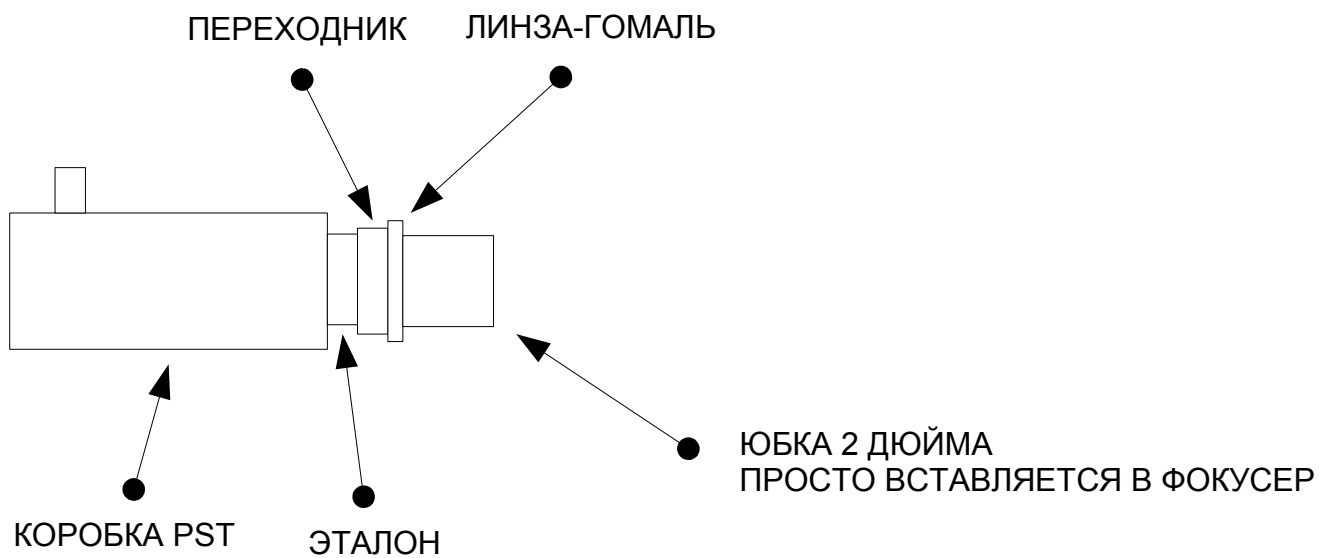 ПЕРЕХОДНИК
ЛИНЗА-ГОМАЛЬ
ЮБКА 2 ДЮЙМА
ПРОСТО ВСТАВЛЯЕТСЯ В ФОКУСЕР
КОРОБКА PST
ЭТАЛОН